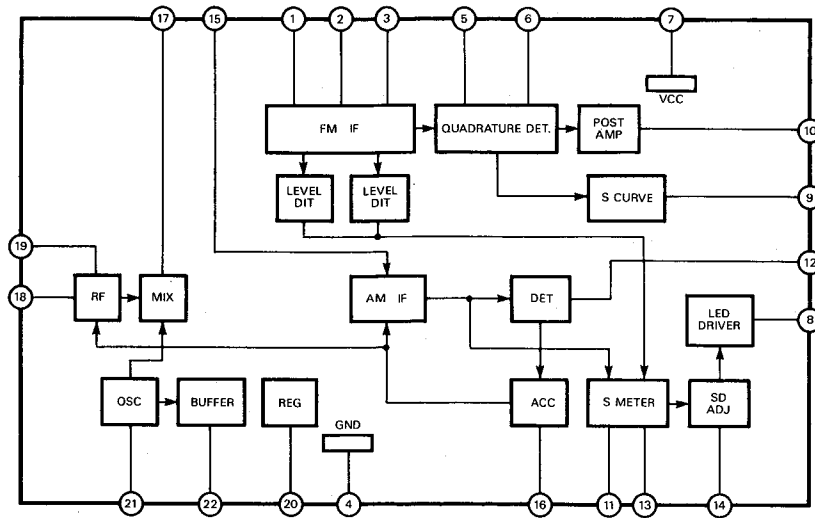 17
15
1
2
3
5
6
7
VCC
FM IF
QUADRATURE DET.
POST
AMP
10
LEVEL
DIT
LEVEL
DIT
S CURVE
9
19
12
18
RF
MIX
AM IF
DET
LED
DRIVER
8
OSC
BUFFER
REG
GND
ACC
S METER
SD
ADJ
21
22
20
4
16
11
13
14